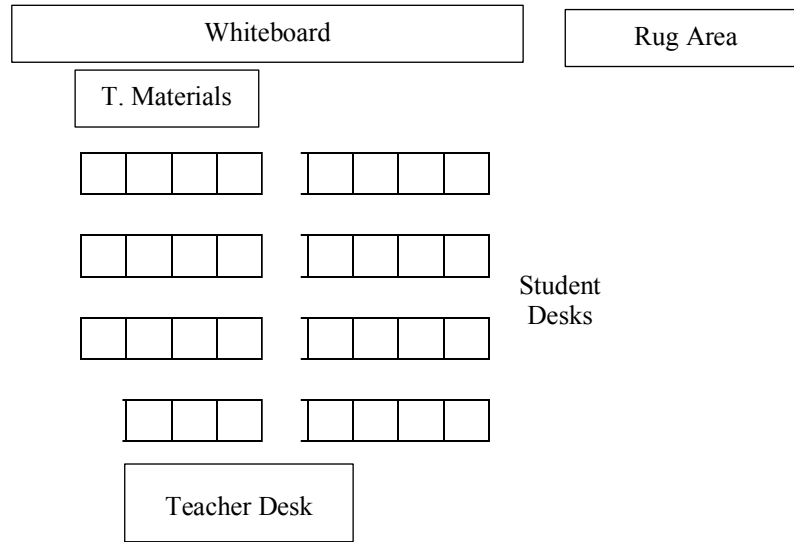 Whiteboard
Rug Area
T. Materials
Student
Desks
Teacher Desk